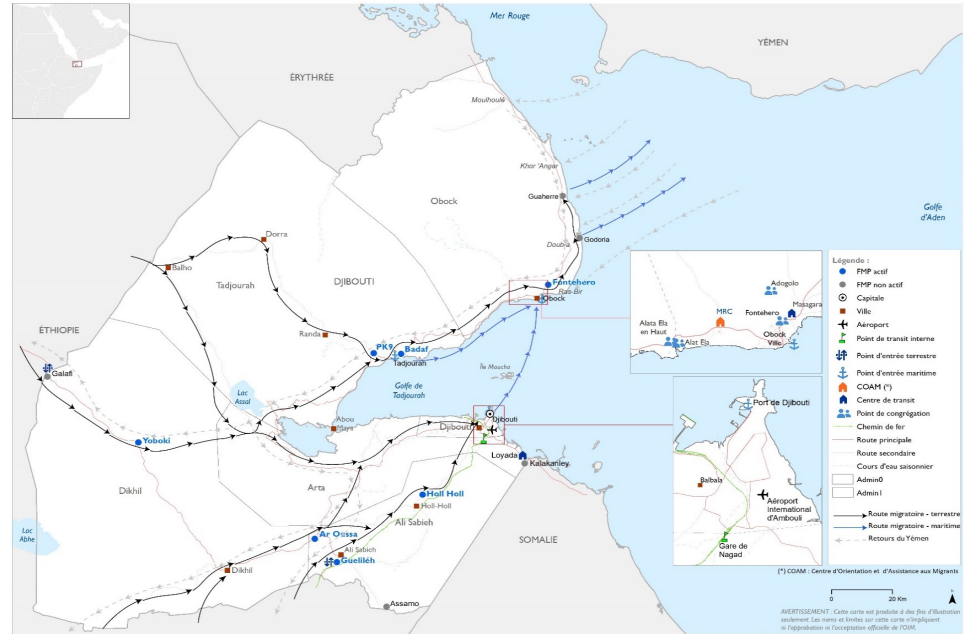 Mer Rouge
YÉMEN
ÉRYTHRÉE
Moulhoulé
Khor 'Angar
Obock
Guaherre
Golfe
d'Aden
Dorra
Doub-a
Godoria
Balho
Tadjourah
DJIBOUTI
Fontehero
Ras-Bir
Obock
ÉTHIOPIE
Randa
PK9
Badaf
Tadjourah
Galafi
Île Moucha
Golfe de
Tadjourah
Lac
Assal
Abou
Maya
Djibouti
Djibouti
Yoboki
Loyada
Kalakanley
Dikhil
Arta
Holl Holl
Holl-Holl
Ali Sabieh
Lac
Abhe
Ar Oussa
Ali Sabieh
Gueliléh
SOMALIE
Dikhil
Assamo
Adogolo
MRC
Fontehero
Masagara
Alata Ela
en Haut
Alat Ela
Obock
Ville
Port de Djibouti
Balbala
Aéroport
International
d'Ambouli
Gare de
Nagad
Légende :
FMP actif
FMP non actif
Capitale
Ville
Aéroport
Point de transit interne
Point d'entrée terrestre
Point d'entrée maritime
COAM (*)
Centre de transit
Point de congrégation
Chemin de fer
Route principale
Route secondaire
Cours d'eau saisonnier
Admin0
Admin1
Route migratoire - terrestre
Route migratoire - maritime
Retours du Yémen
(*) COAM : Centre d'Orientation et d'Assistance aux Migrants
0 20 Km
N
AVERTISSEMENT : Cette carte est produite à des fins d'illustration
seulement. Les noms et limites sur cette carte n'impliquent
ni l'approbation ni l'acceptation officielle de l'OIM.